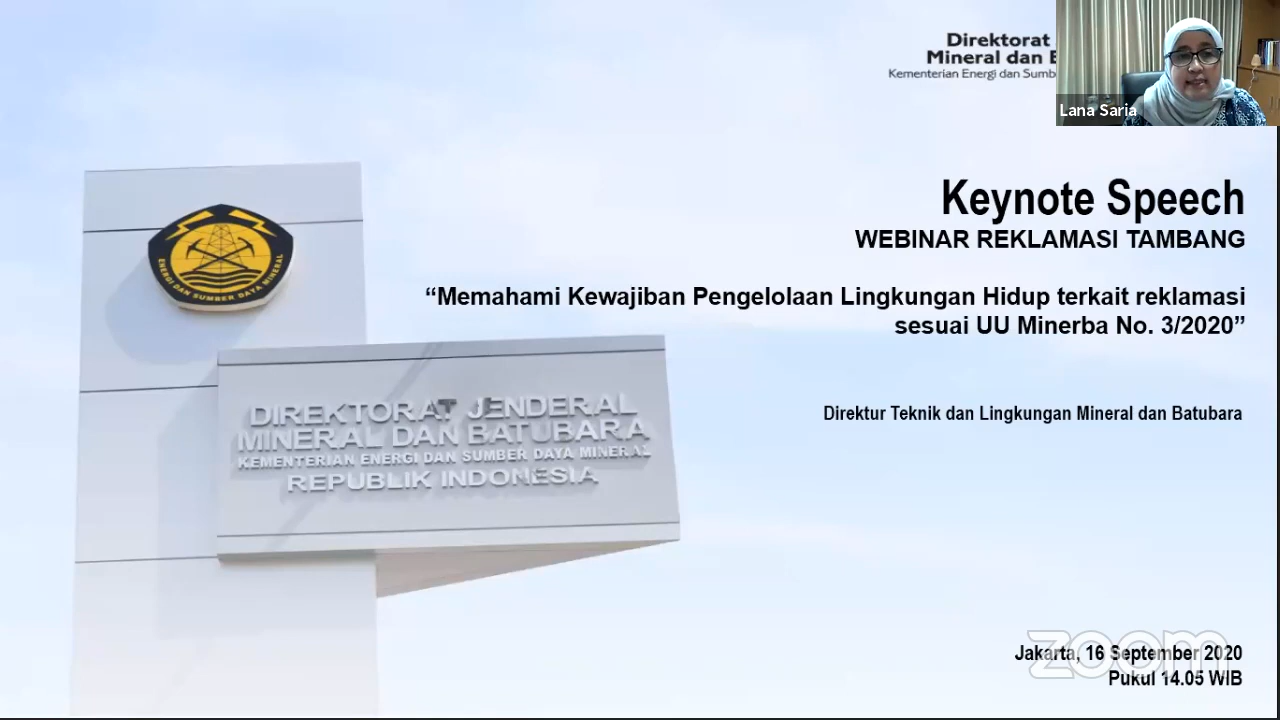 Direktorat
Mineral dan
Kementerian Energi dan Sumb
Lana Saria
Keynote Speech
WEBINAR REKLAMASI TAMBANG
“Memahami Kewajiban Pengelolaan Lingkungan Hidup terkait reklamasi
sesuai UU Minerba No. 3/2020”
Direktur Teknik dan Lingkungan Mineral dan Batubara
ENERGI DAN SUMBER DAYA MINERAL
DIREKTORAT JENDERAL
MINERAL DAN BATUBARA
KEMENTERIAN ENERGI DAN SUMBER DAYA MINERAL
REPUBLIK INDONESIA
zoom
Jakarta, 16 September 2020
Pukul 14.05 WIB